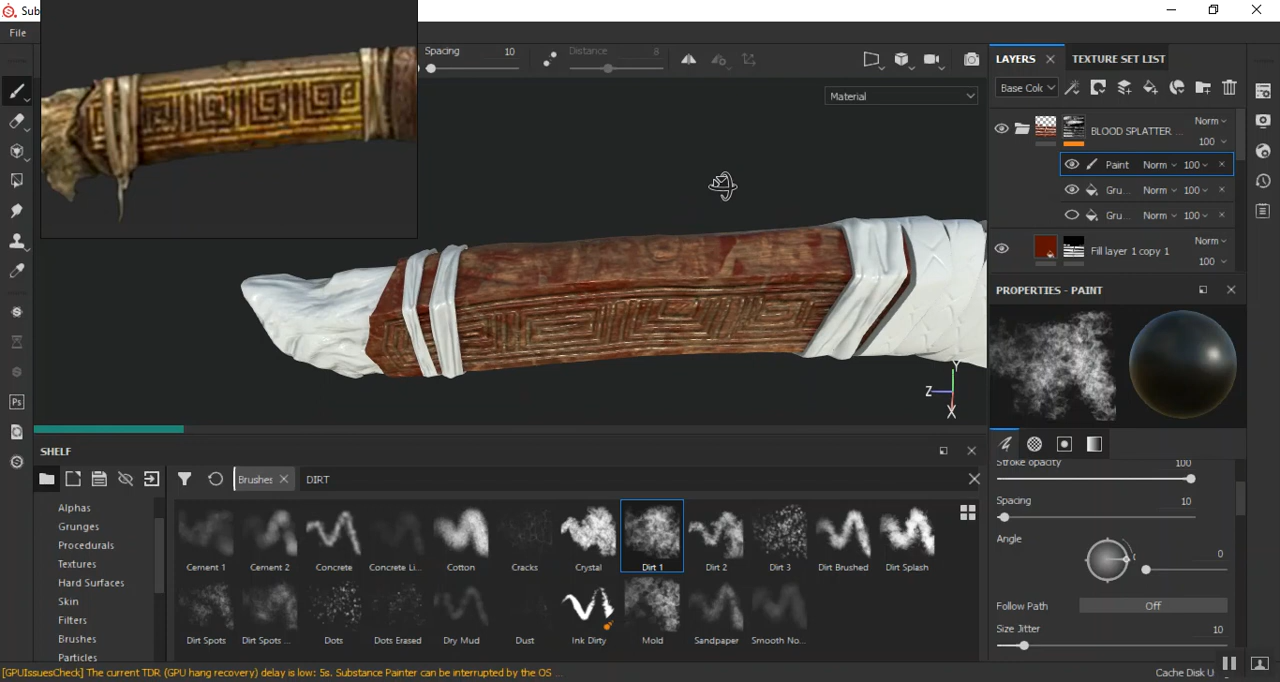 Sub
File
Spacing 10
Distance 8
Material
LAYERS
TEXTURE SET LIST
Base Col
Norm
BLOOD SPLATTER ...
100
Paint Norm 100
Gru... Norm 100
Gru... Norm 100
Norm
Fill layer 1 copy 1
100
PROPERTIES - PAINT
Y
Z
X
Stroke opacity 100
Spacing 10
Angle
0
Follow Path Off
Size Jitter 10
SHELF
Brushes
DIRT
Alphas
Grunges
Procedurals
Textures
Hard Surfaces
Skin
Filters
Brushes
Particles
Cement 1 Cement 2 Concrete Concrete Li... Cotton Cracks Crystal Dirt 1 Dirt 2 Dirt 3 Dirt Brushed Dirt Splash
Dirt Spots Dirt Spots ... Dots Dots Erased Dry Mud Dust Ink Dirty Mold Sandpaper Smooth No...
[GPUIssuesCheck] The current TDR (GPU hang recovery) delay is low: 5s. Substance Painter can be interrupted by the OS ...
Cache Disk U